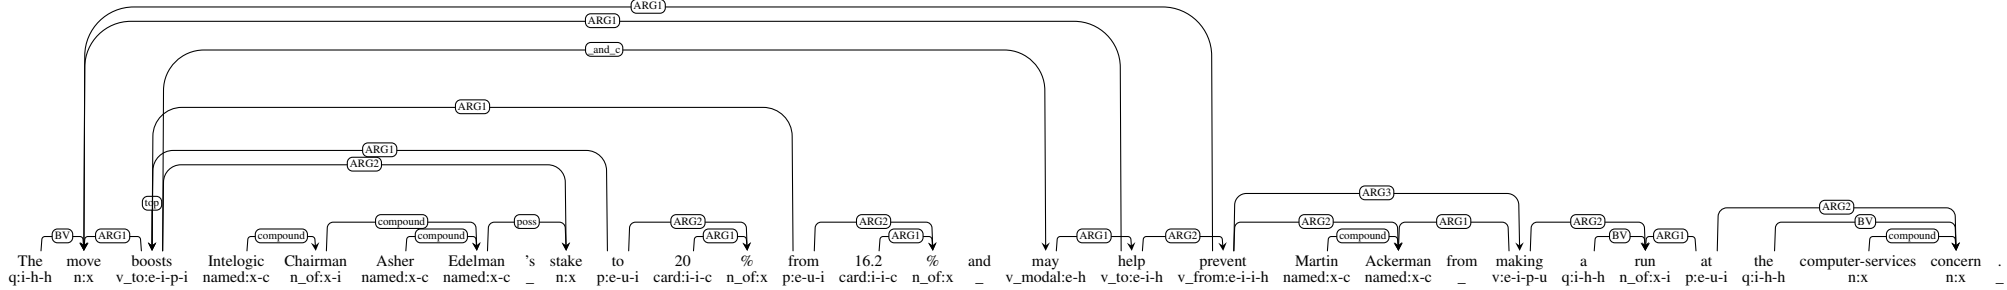 ARG1
ARG1
_and_c
ARG1
ARG1
ARG2
top
ARG3
ARG2
compound poss ARG2 ARG2 ARG2 ARG1 ARG2 BV
BV ARG1 compound compound ARG1 ARG1 ARG1 ARG2 compound BV ARG1 compound
The move boosts Intelogic Chairman Asher Edelman 's stake to 20 % from 16.2 % and may help prevent Martin Ackerman from making a run at the computer-services concern .
q:i-h-h n:x v_to:e-i-p-i named:x-c n_of:x-i named:x-c named:x-c _ n:x p:e-u-i card:i-i-c n_of:x p:e-u-i card:i-i-c n_of:x _ v_modal:e-h v_to:e-i-h v_from:e-i-i-h named:x-c named:x-c _ v:e-i-p-u q:i-h-h n_of:x-i p:e-u-i q:i-h-h n:x n:x _